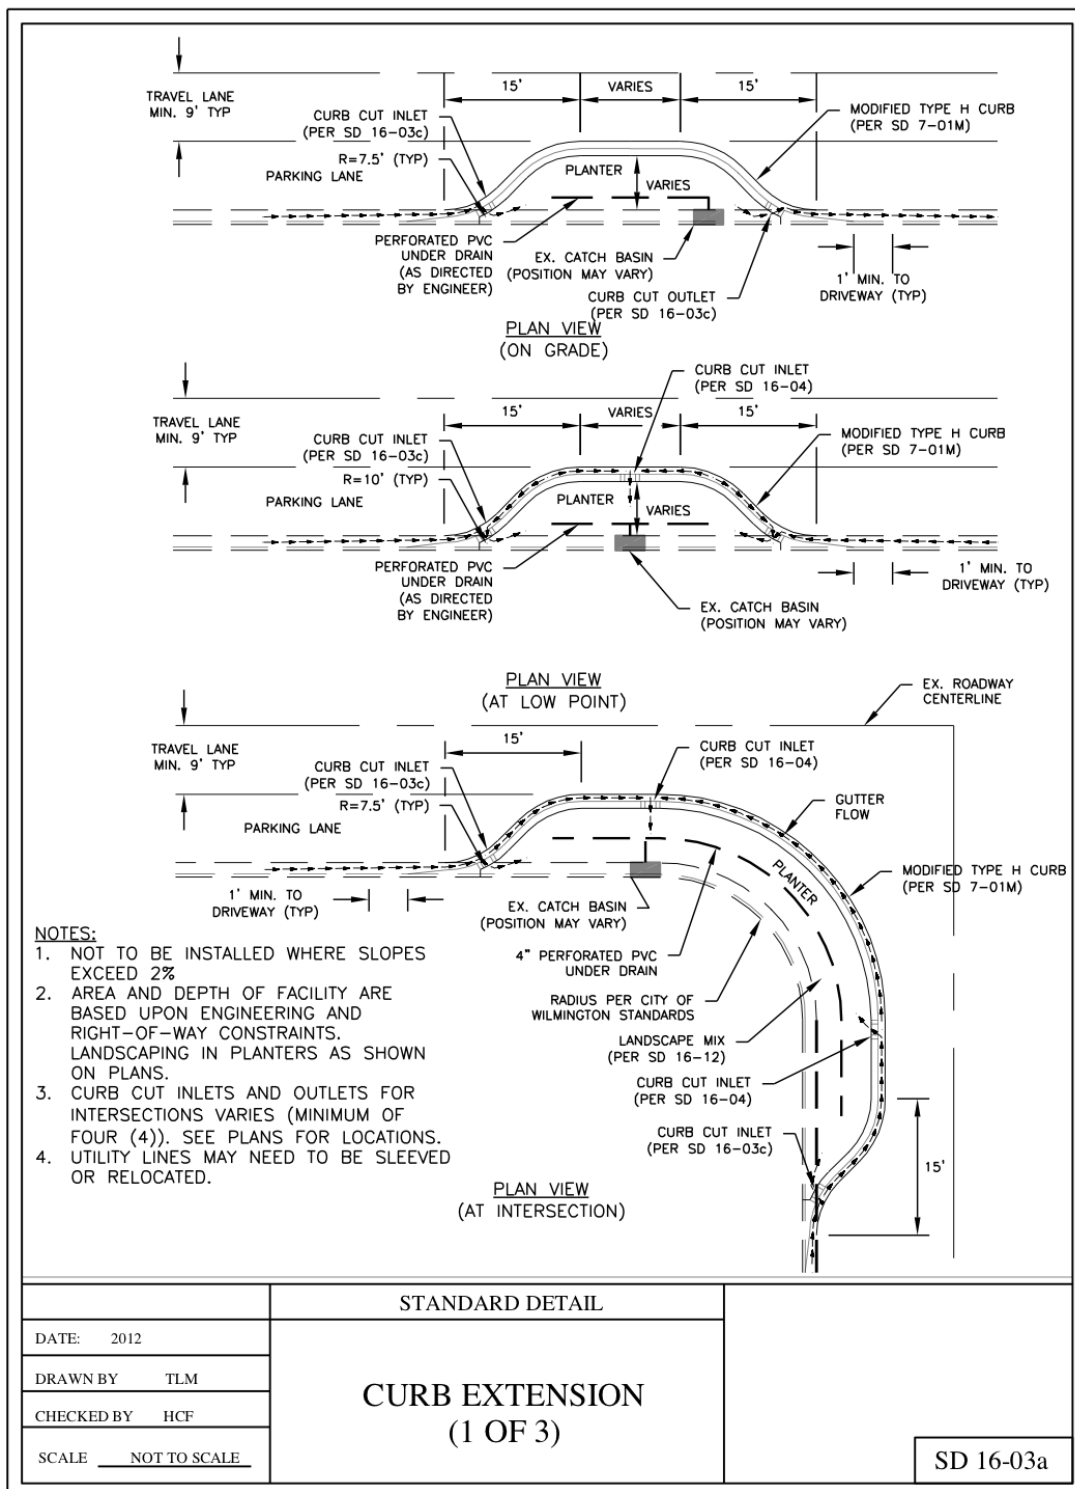 15'
VARIES
15'
TRAVEL LANE
MIN. 9' TYP
CURB CUT INLET
(PER SD 16-03c)
MODIFIED TYPE H CURB
(PER SD 7-01M)
R=7.5' (TYP)
PARKING LANE
PLANTER
VARIES
PERFORATED PVC
UNDER DRAIN
(AS DIRECTED
BY ENGINEER)
EX. CATCH BASIN
(POSITION MAY VARY)
CURB CUT OUTLET
(PER SD 16-03c)
1' MIN. TO
DRIVEWAY (TYP)
PLAN VIEW
(ON GRADE)
CURB CUT INLET
(PER SD 16-04)
15'
VARIES
15'
TRAVEL LANE
MIN. 9' TYP
CURB CUT INLET
(PER SD 16-03c)
MODIFIED TYPE H CURB
(PER SD 7-01M)
R=10' (TYP)
PARKING LANE
PLANTER
VARIES
PERFORATED PVC
UNDER DRAIN
(AS DIRECTED
BY ENGINEER)
1' MIN. TO
DRIVEWAY (TYP)
EX. CATCH BASIN
(POSITION MAY VARY)
PLAN VIEW
(AT LOW POINT)
EX. ROADWAY
CENTERLINE
15'
TRAVEL LANE
MIN. 9' TYP
CURB CUT INLET
(PER SD 16-03c)
CURB CUT INLET
(PER SD 16-04)
R=7.5' (TYP)
PARKING LANE
GUTTER
FLOW
PLANTER
MODIFIED TYPE H CURB
(PER SD 7-01M)
1' MIN. TO
DRIVEWAY (TYP)
EX. CATCH BASIN
(POSITION MAY VARY)
4" PERFORATED PVC
UNDER DRAIN
RADIUS PER CITY OF
WILMINGTON STANDARDS
LANDSCAPE MIX
(PER SD 16-12)
CURB CUT INLET
(PER SD 16-04)
CURB CUT INLET
(PER SD 16-03c)
15'
PLAN VIEW
(AT INTERSECTION)
NOTES:
1. NOT TO BE INSTALLED WHERE SLOPES
EXCEED 2%
2. AREA AND DEPTH OF FACILITY ARE
BASED UPON ENGINEERING AND
RIGHT-OF-WAY CONSTRAINTS.
LANDSCAPING IN PLANTERS AS SHOWN
ON PLANS.
3. CURB CUT INLETS AND OUTLETS FOR
INTERSECTIONS VARIES (MINIMUM OF
FOUR (4)). SEE PLANS FOR LOCATIONS.
4. UTILITY LINES MAY NEED TO BE SLEEVED
OR RELOCATED.
STANDARD DETAIL
DATE: 2012
DRAWN BY TLM
CHECKED BY HCF
SCALE NOT TO SCALE
CURB EXTENSION
(1 OF 3)
SD 16-03a